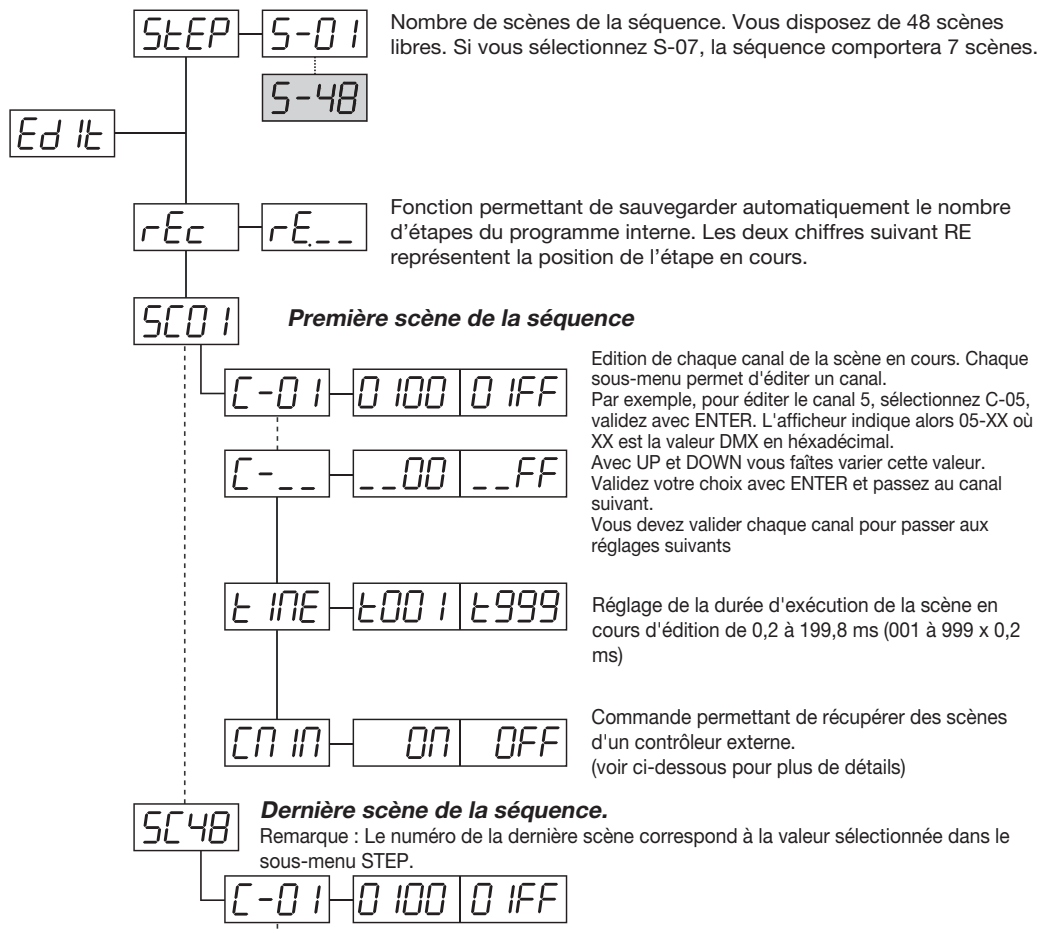 StEP S-01 Nombre de scènes de la séquence. Vous disposez de 48 scènes
libres. Si vous sélectionnez S-07, la séquence comportera 7 scènes.
S-48
Ed It
rEc rE.__ Fonction permettant de sauvegarder automatiquement le nombre
d’étapes du programme interne. Les deux chiffres suivant RE
représentent la position de l’étape en cours.
SC01 Première scène de la séquence
C-01 0100 01FF Edition de chaque canal de la scène en cours. Chaque
sous-menu permet d'éditer un canal.
Par exemple, pour éditer le canal 5, sélectionnez C-05,
validez avec ENTER. L'afficheur indique alors 05-XX où
XX est la valeur DMX en héxadécimal.
C-__ __00 __FF Avec UP et DOWN vous faîtes varier cette valeur.
Validez votre choix avec ENTER et passez au canal
suivant.
Vous devez valider chaque canal pour passer aux
réglages suivants
tINE t001 t999 Réglage de la durée d'exécution de la scène en
cours d'édition de 0,2 à 199,8 ms (001 à 999 x 0,2
ms)
CNIN ON OFF Commande permettant de récupérer des scènes
d'un contrôleur externe.
(voir ci-dessous pour plus de détails)
SC48 Dernière scène de la séquence.
Remarque : Le numéro de la dernière scène correspond à la valeur sélectionnée dans le
sous-menu STEP.
C-01 0100 01FF